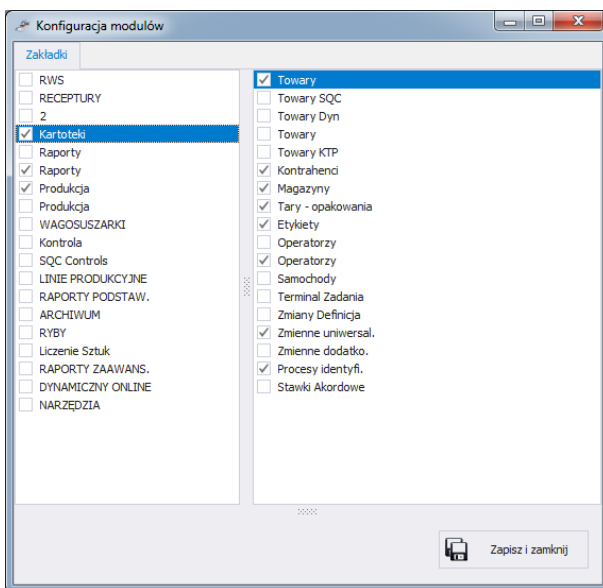 Konfiguracja modulów
Zakładki
RWS
RECEPTURY
2
Kartoteki
Raporty
Raporty
Produkcja
Produkcja
WAGOSUSZARKI
Kontrola
SQC Controls
LINIE PRODUKCYJNE
RAPORTY PODSTAW.
ARCHIWUM
RYBY
Liczenie Sztuk
RAPORTY ZAAWANS.
DYNAMICZNY ONLINE
NARZĘDZIA
Towary
Towary SQC
Towary Dyn
Towary
Towary KTP
Kontrahenci
Magazyny
Tary - opakowania
Etykiety
Operatorzy
Operatorzy
Samochody
Terminal Zadania
Zmiany Definicja
Zmienne uniwersal.
Zmienne dodatko.
Procesy identyfi.
Stawki Akordowe
Zapisz i zamknij